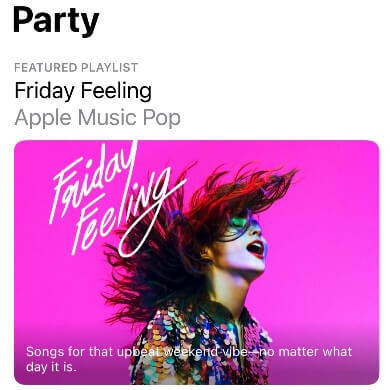 Party
FEATURED PLAYLIST
Friday Feeling
Apple Music Pop
Friday
Feeling
Songs for that upbeat weekend vibe—no matter what
day it is.